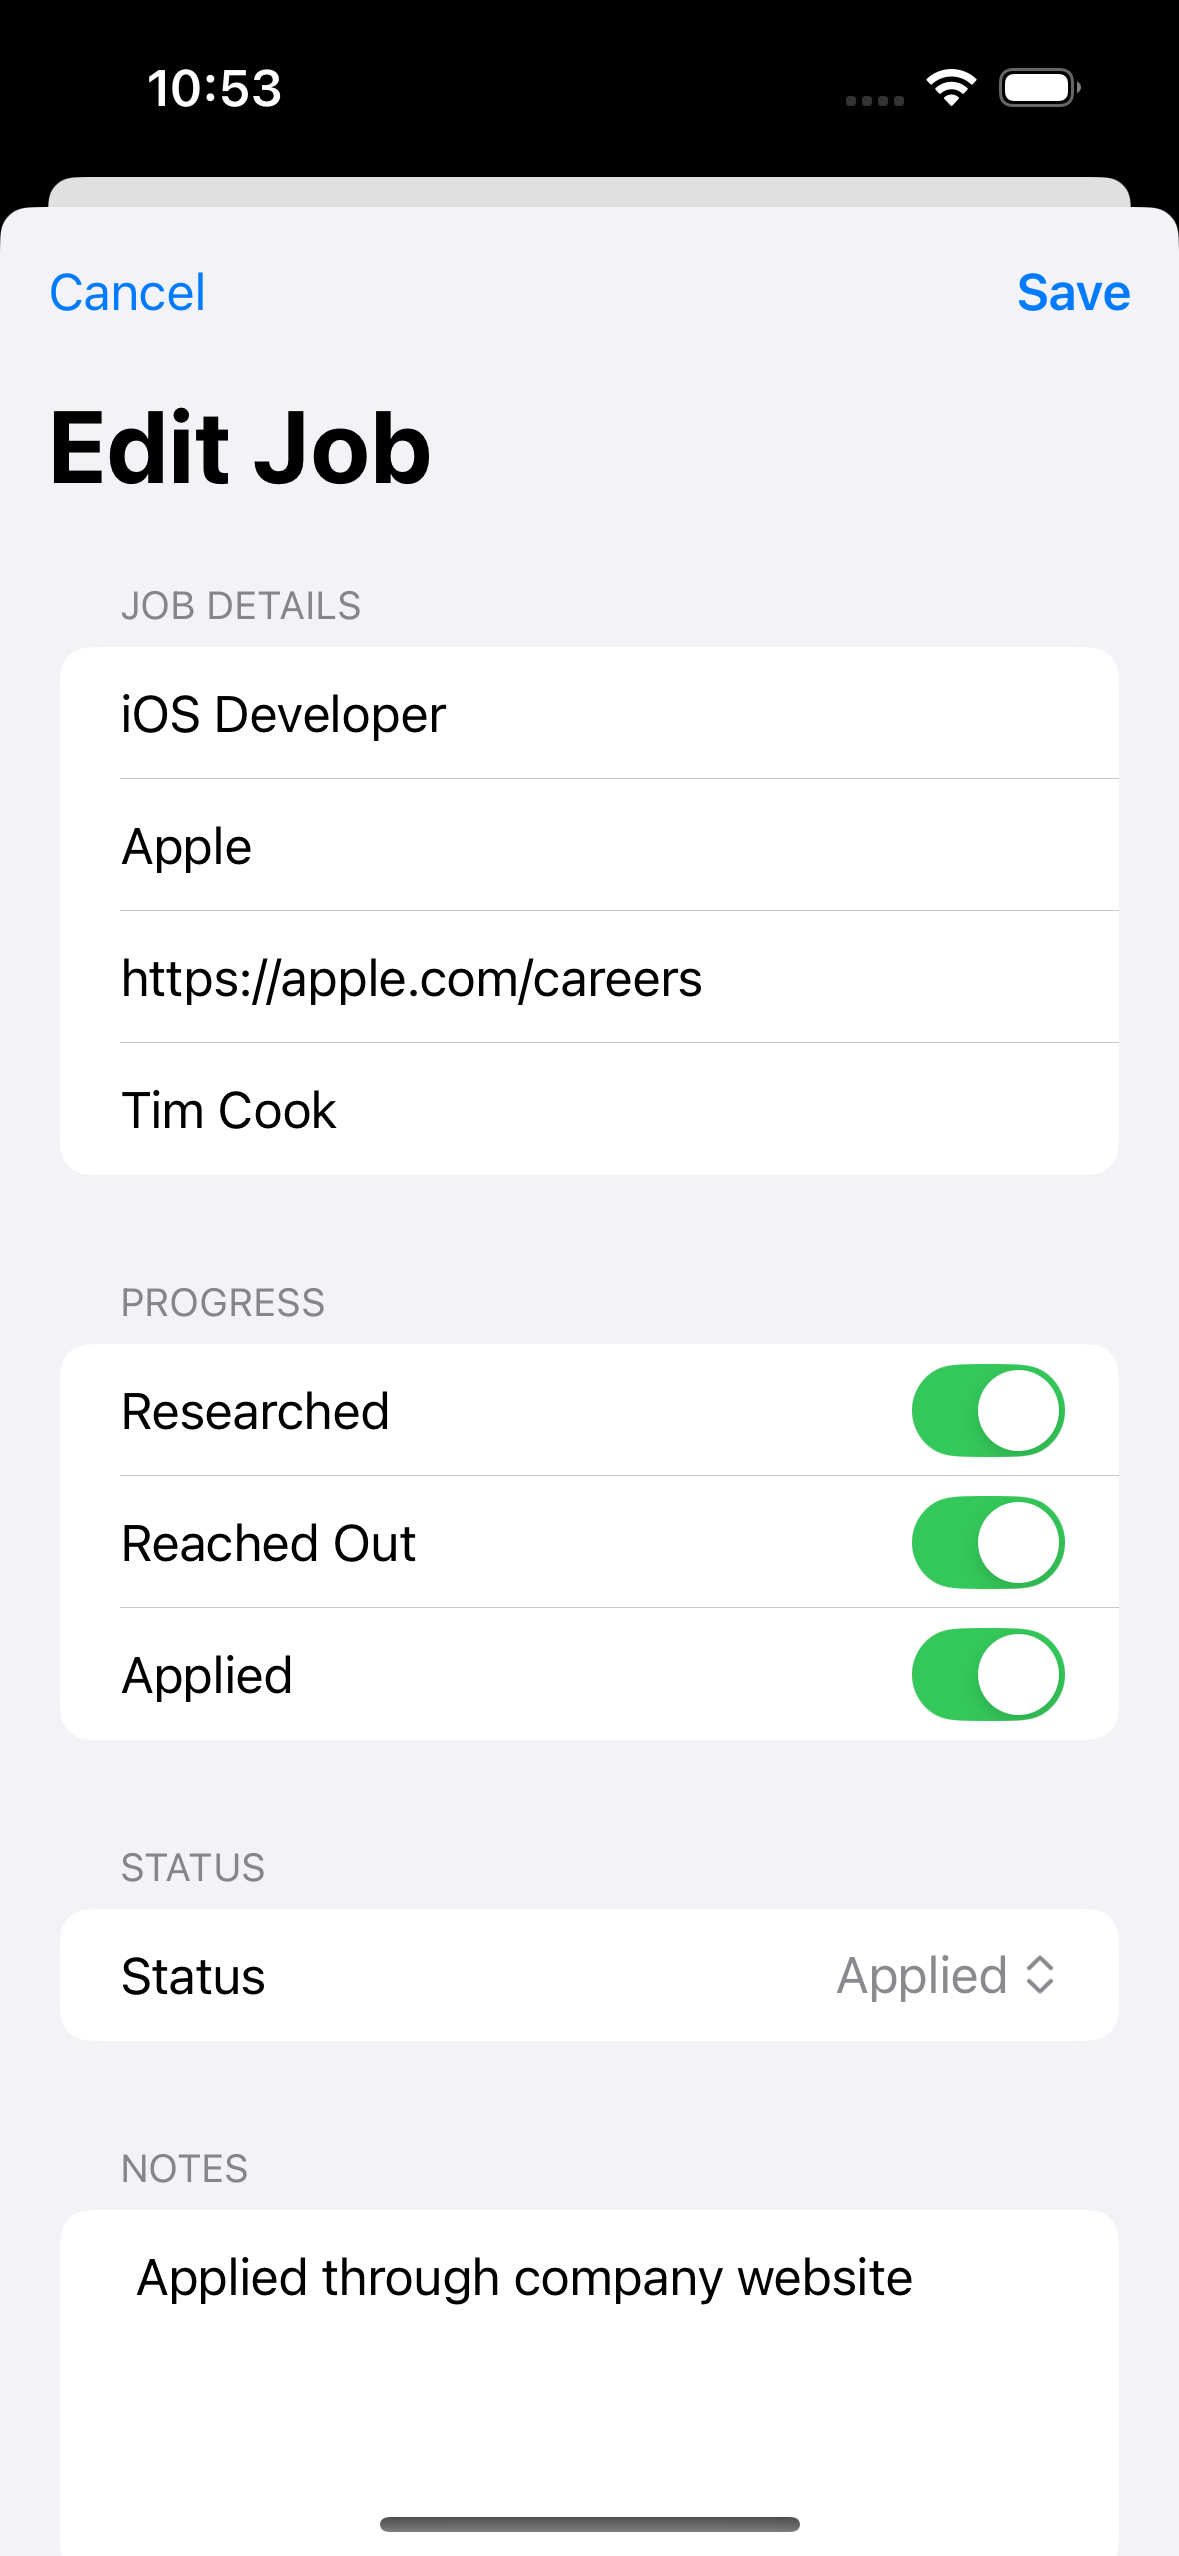 10:53
Cancel
Save
Edit Job
JOB DETAILS
iOS Developer
Apple
https://apple.com/careers
Tim Cook
PROGRESS
Researched
Reached Out
Applied
STATUS
Status
Applied
NOTES
Applied through company website